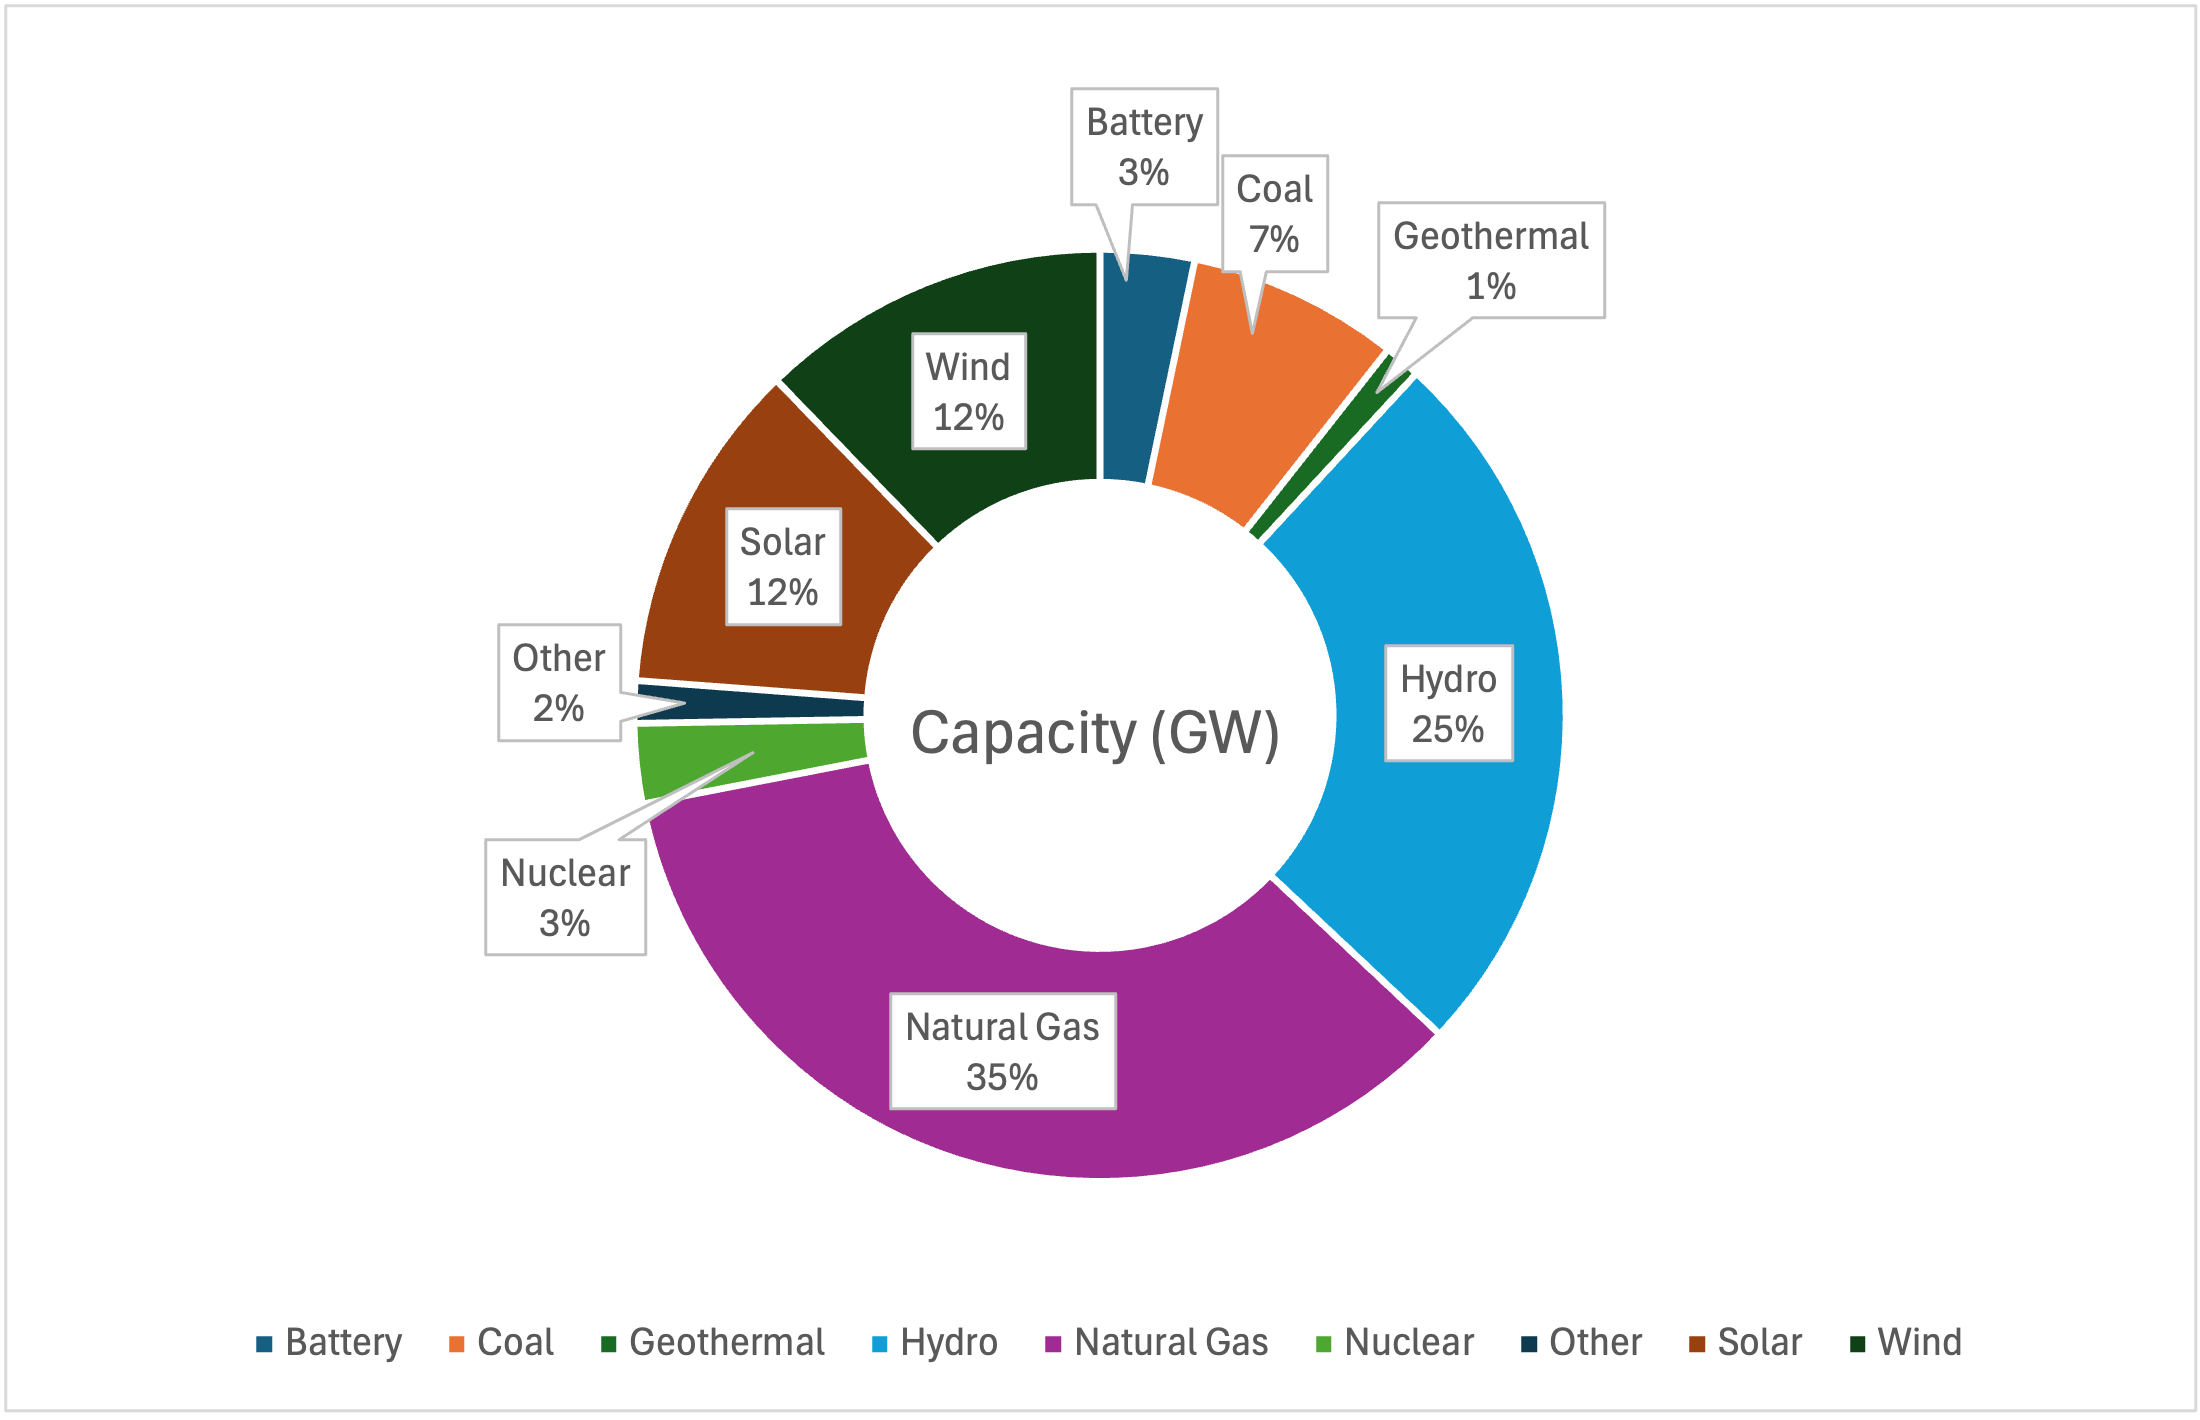 Battery
3%
Coal
7%
Geothermal
1%
Wind
12%
Solar
12%
Other
2%
Hydro
25%
Capacity (GW)
Nuclear
3%
Natural Gas
35%
Battery Coal Geothermal Hydro Natural Gas Nuclear Other Solar Wind